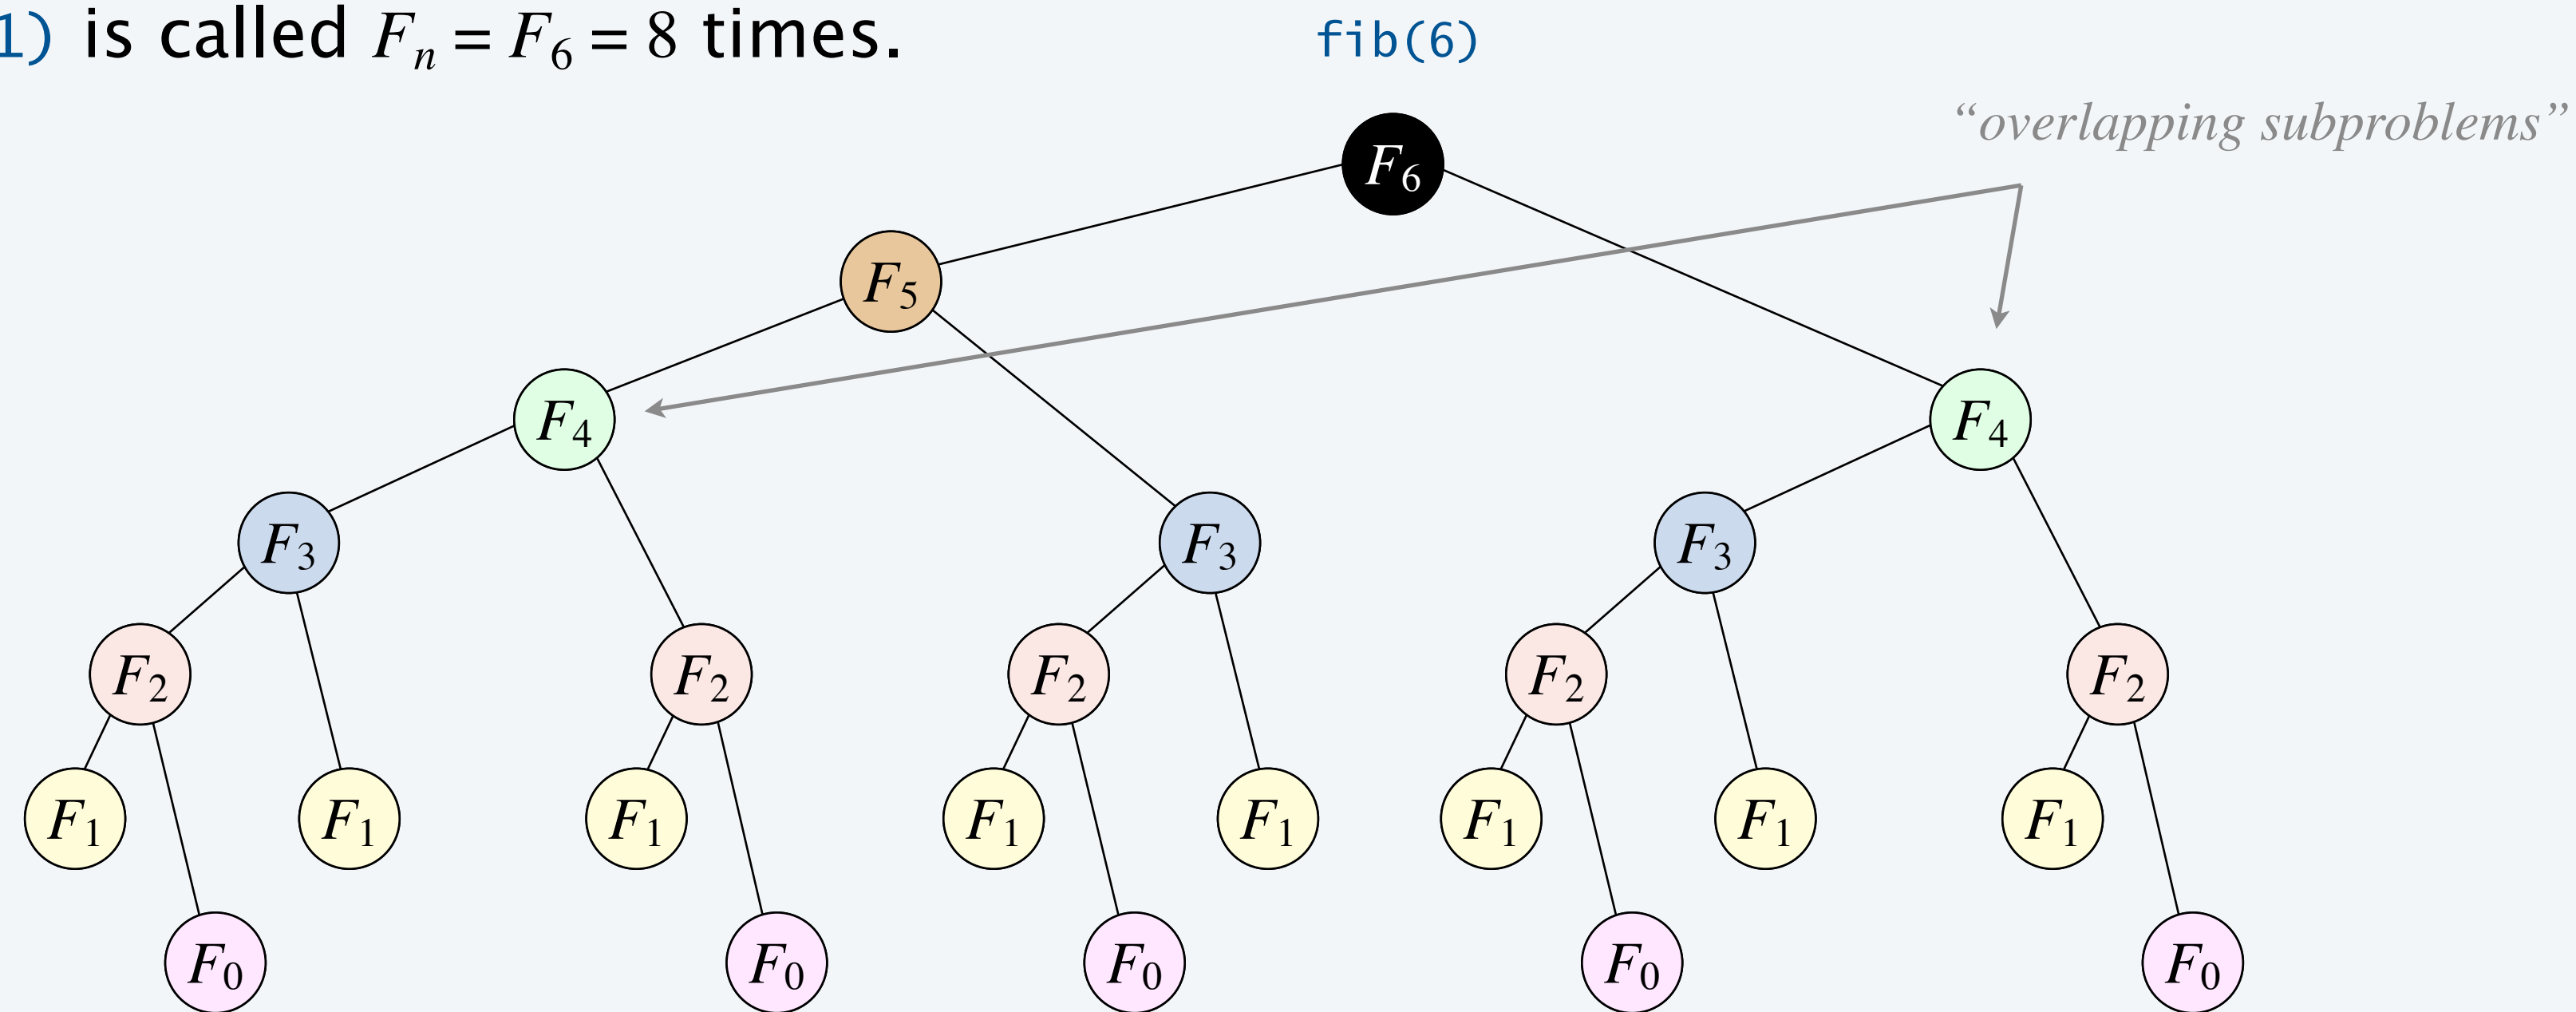 1) is called Fₙ = F₆ = 8 times.
fib(6)
“overlapping subproblems”
F₆
F₅
F₄ F₄
F₃ F₃ F₃
F₂ F₂ F₂ F₂ F₂
F₁ F₁ F₁ F₁ F₁ F₁ F₁ F₁
F₀ F₀ F₀ F₀ F₀